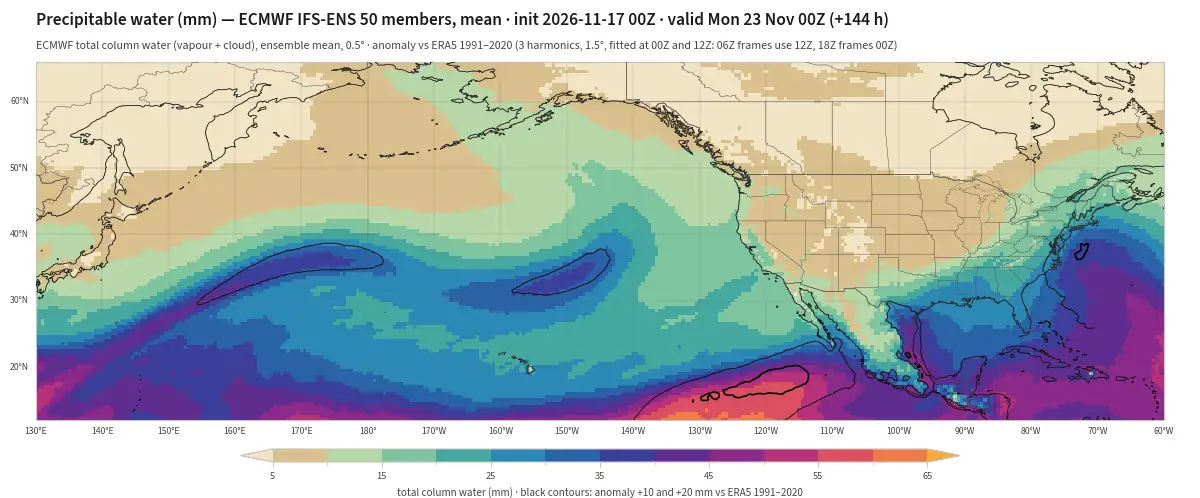 Precipitable water (mm) — ECMWF IFS-ENS 50 members, mean · init 2026-11-17 00Z · valid Mon 23 Nov 00Z (+144 h)
ECMWF total column water (vapour + cloud), ensemble mean, 0.5° · anomaly vs ERA5 1991–2020 (3 harmonics, 1.5°, fitted at 00Z and 12Z: 06Z frames use 12Z, 18Z frames 00Z)
60°N
50°N
40°N
30°N
20°N
130°E 140°E 150°E 160°E 170°E 180° 170°W 160°W 150°W 140°W 130°W 120°W 110°W 100°W 90°W 80°W 70°W 60°W
5 15 25 35 45 55 65
total column water (mm) · black contours: anomaly +10 and +20 mm vs ERA5 1991–2020